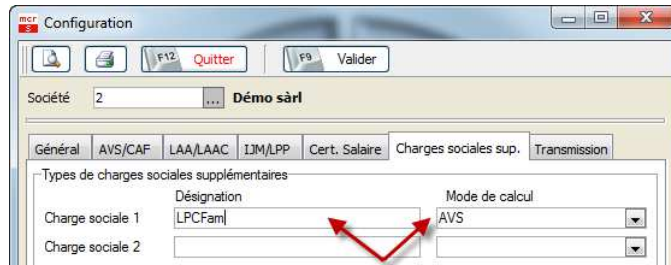 mcr S Configuration
F12 Quitter F9 Valider
Société 2 ... Démo sàrl
Général AVS/CAF LAA/LAAC IJM/LPP Cert. Salaire Charges sociales sup. Transmission
Types de charges sociales supplémentaires
Désignation Mode de calcul
Charge sociale 1 LPCFam AVS
Charge sociale 2